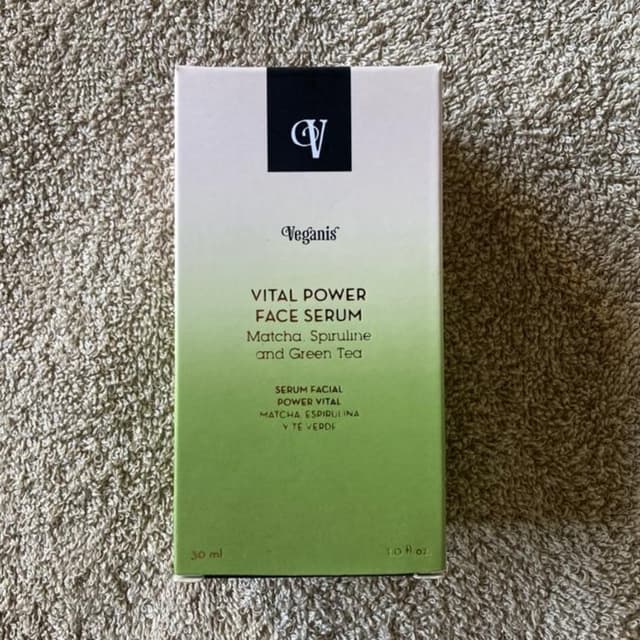 V
Veganis
VITAL POWER
FACE SERUM
Matcha, Spiruline
and Green Tea
SERUM FACIAL
POWER VITAL
MATCHA, ESPIRULINA
Y TÉ VERDE
30 ml 1.0 fl oz